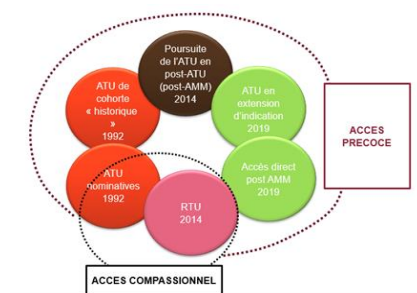 Poursuite
de l'ATU en
post-ATU
(post-AMM)
2014
ATU de
cohorte
« historique
»
1992
ATU en
extension
d'indication
2019
ACCES
PRECOCE
ATU
nominatives
1992
Accès direct
post AMM
2019
RTU
2014
ACCES COMPASSIONNEL